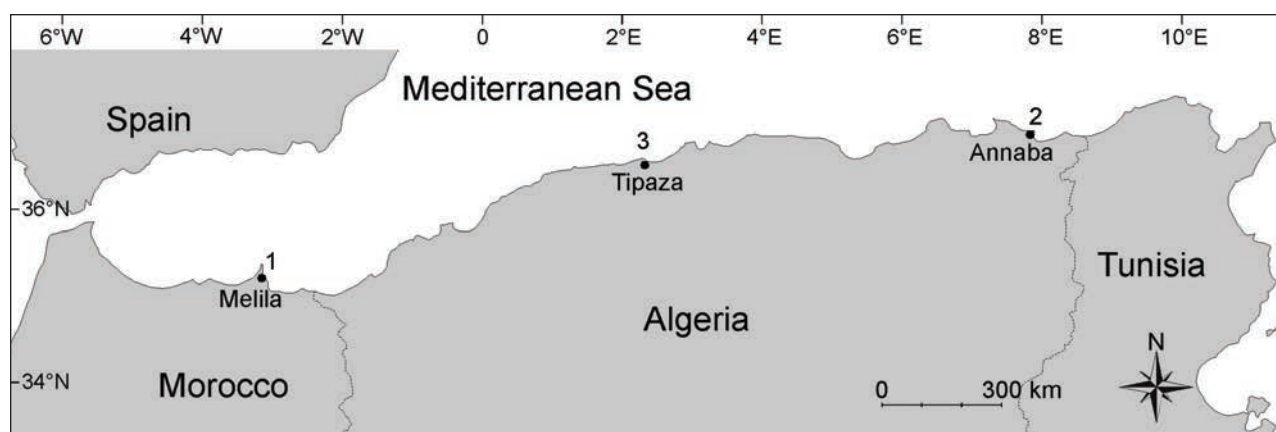 6°W 4°W 2°W 0 2°E 4°E 6°E 8°E 10°E
Mediterranean Sea
Spain
3
2
Tipaza
Annaba
36°N
1
Melila
Tunisia
Algeria
N
34°N
Morocco
0 300 km